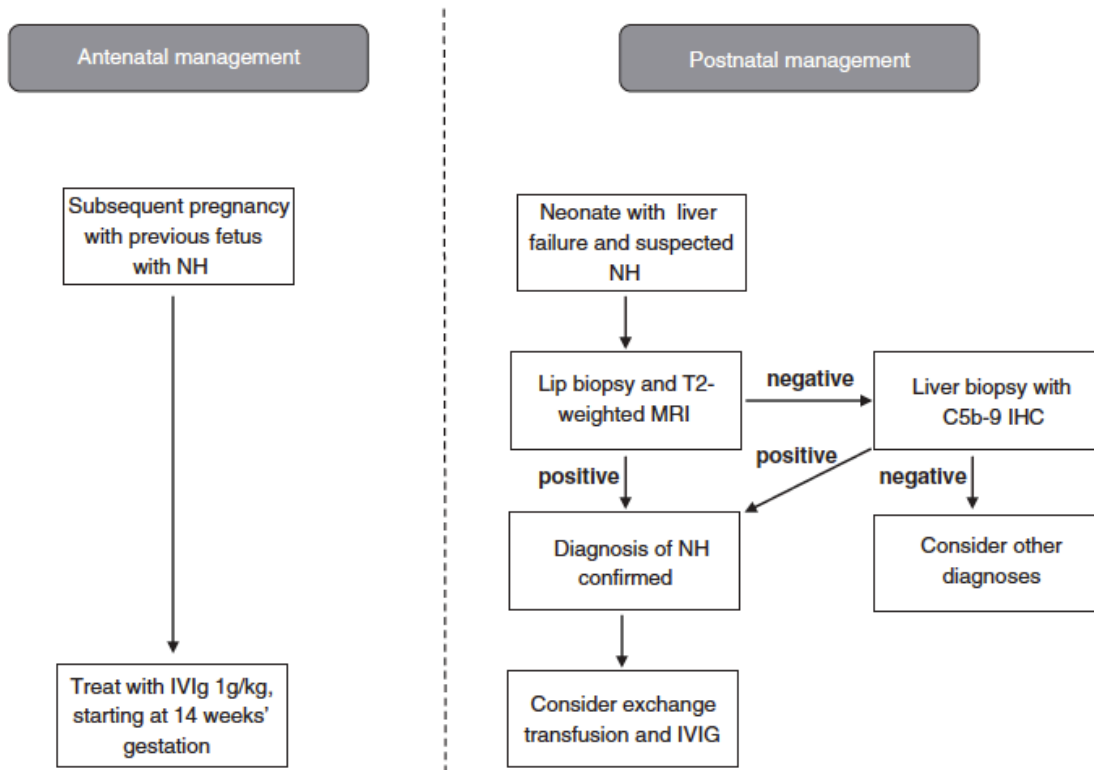 Antenatal management
Postnatal management
Subsequent pregnancy
with previous fetus
with NH
Treat with IVIg 1g/kg,
starting at 14 weeks’
gestation
Neonate with liver
failure and suspected
NH
Lip biopsy and T2-
weighted MRI
negative
Liver biopsy with
C5b-9 IHC
positive
positive
negative
Diagnosis of NH
confirmed
Consider other
diagnoses
Consider exchange
transfusion and IVIG